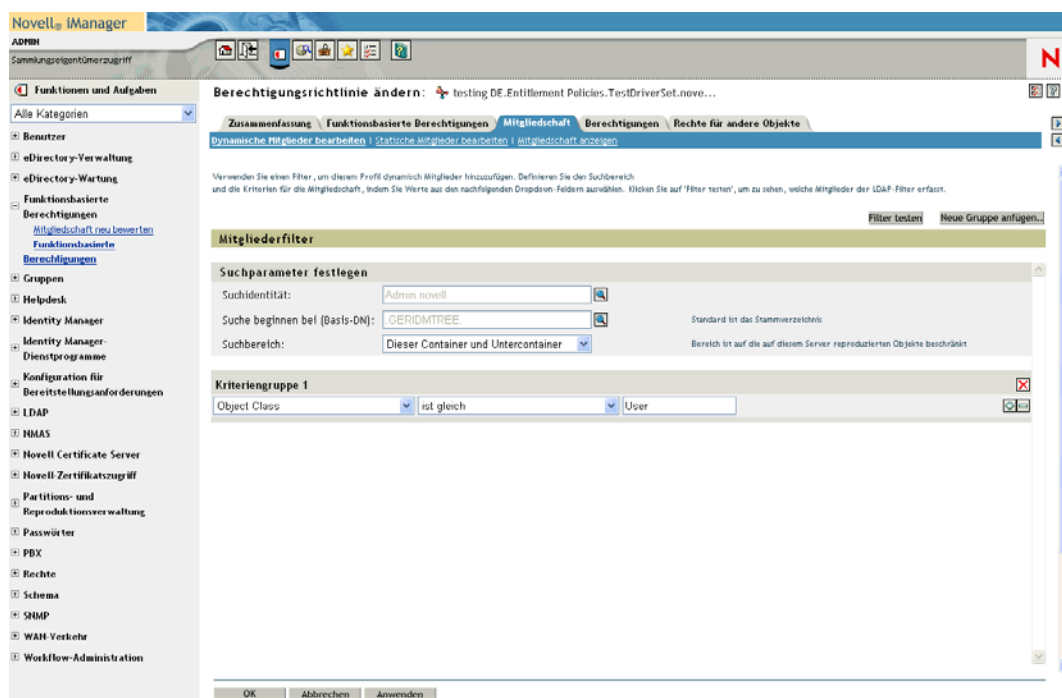 Novell® iManager
ADMIN
Sammlungseigentümerzugriff
N
Funktionen und Aufgaben
Alle Kategorien
Benutzer
eDirectory-Verwaltung
eDirectory-Wartung
Funktionsbasierte
Berechtigungen
Mitgliedschaft neu bewerten
Funktionsbasierte
Berechtigungen
Gruppen
Helpdesk
Identity Manager
Identity Manager-
Dienstprogramme
Konfiguration für
Bereitstellungsanforderungen
LDAP
NMAS
Novell Certificate Server
Novell-Zertifikatszugriff
Partitions- und
Reproduktionsverwaltung
Passwörter
PBX
Rechte
Schema
SNMP
WAN-Verkehr
Workflow-Administration
Berechtigungsrichtlinie ändern: testing DE.Entitlement Policies.TestDriverSet.nove...
Zusammenfassung Funktionsbasierte Berechtigungen Mitgliedschaft Berechtigungen Rechte für andere Objekte
Dynamische Mitglieder bearbeiten | Statische Mitglieder bearbeiten | Mitgliedschaft anzeigen
Verwenden Sie einen Filter, um diesem Profil dynamisch Mitglieder hinzuzufügen. Definieren Sie den Suchbereich
und die Kriterien für die Mitgliedschaft, indem Sie Werte aus den nachfolgenden Dropdown-Feldern auswählen. Klicken Sie auf 'Filter testen', um zu sehen, welche Mitglieder der LDAP-Filter erfasst.
Filter testen Neue Gruppe anfügen..
Mitgliederfilter
Suchparameter festlegen
Suchidentität: Admin.novell
Suche beginnen bei (Basis-DN): .GERIDMTREE. Standard ist das Stammverzeichnis
Suchbereich: Dieser Container und Untercontainer Bereich ist auf die auf diesem Server reproduzierten Objekte beschränkt
Kriteriengruppe 1
Object Class ist gleich User
OK Abbrechen Anwenden